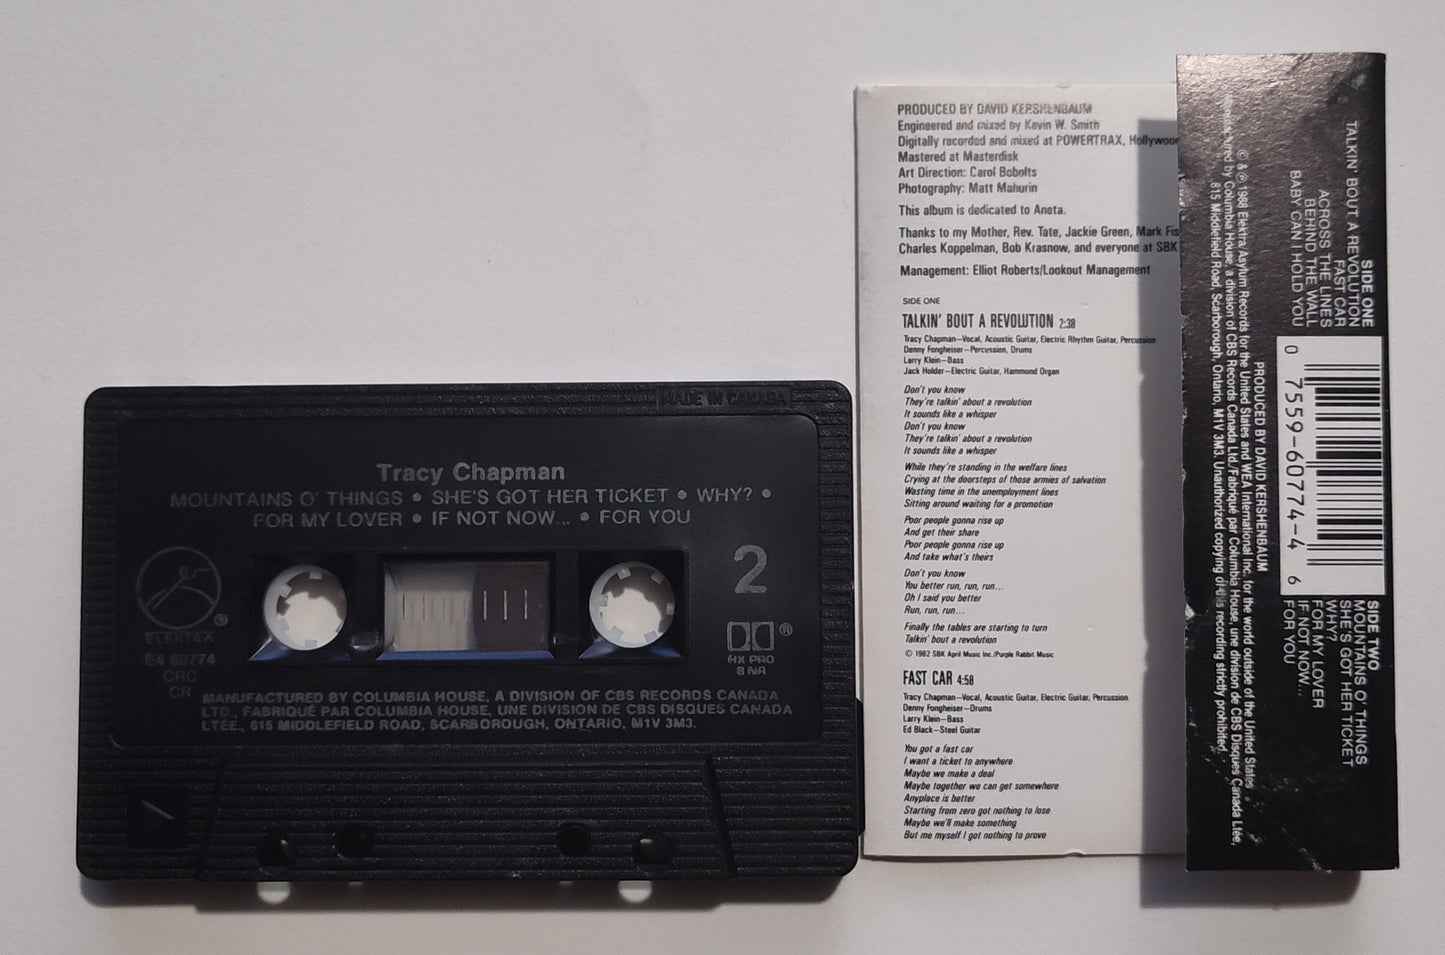 MADE IN CANADA
Tracy Chapman
MOUNTAINS O' THINGS • SHE'S GOT HER TICKET • WHY? •
FOR MY LOVER • IF NOT NOW... • FOR YOU
2
ELEKTRA ®
E4 60774
CRC
CR
®
HX PRO
B NR
MANUFACTURED BY COLUMBIA HOUSE, A DIVISION OF CBS RECORDS CANADA
LTD., FABRIQUÉ PAR COLUMBIA HOUSE, UNE DIVISION DE CBS DISQUES CANADA
LTÉE., 615 MIDDLEFIELD ROAD, SCARBOROUGH, ONTARIO, M1V 3M3.
PRODUCED BY DAVID KERSHENBAUM
Engineered and mixed by Kevin W. Smith
Digitally recorded and mixed at POWERTRAX, Hollywoo
Mastered at Masterdisk
Art Direction: Carol Bobolts
Photography: Matt Mahurin
This album is dedicated to Aneta.
Thanks to my Mother, Rev. Tate, Jackie Green, Mark Fis
Charles Koppelman, Bob Krasnow, and everyone at SBK
Management: Elliot Roberts/Lookout Management
SIDE ONE
TALKIN' BOUT A REVOLUTION 2:38
Tracy Chapman—Vocal, Acoustic Guitar, Electric Rhythm Guitar, Percussion
Denny Fongheiser—Percussion, Drums
Larry Klein—Bass
Jack Holder—Electric Guitar, Hammond Organ
Don't you know
They're talkin' about a revolution
It sounds like a whisper
Don't you know
They're talkin' about a revolution
It sounds like a whisper
While they're standing in the welfare lines
Crying at the doorsteps of those armies of salvation
Wasting time in the unemployment lines
Sitting around waiting for a promotion
Poor people gonna rise up
And get their share
Poor people gonna rise up
And take what's theirs
Don't you know
You better run, run, run...
Oh I said you better
Run, run, run...
Finally the tables are starting to turn
Talkin' bout a revolution
© 1982 SBK April Music Inc./Purple Rabbit Music
FAST CAR 4:58
Tracy Chapman—Vocal, Acoustic Guitar, Electric Guitar, Percussion
Denny Fongheiser—Drums
Larry Klein—Bass
Ed Black—Steel Guitar
You got a fast car
I want a ticket to anywhere
Maybe we make a deal
Maybe together we can get somewhere
Anyplace is better
Starting from zero got nothing to lose
Maybe we'll make something
But me myself I got nothing to prove
SIDE ONE
TALKIN' BOUT A REVOLUTION
FAST CAR
ACROSS THE LINES
BEHIND THE WALL
BABY CAN I HOLD YOU
0 7559-60774-4 6
SIDE TWO
MOUNTAINS O' THINGS
SHE'S GOT HER TICKET
WHY?
FOR MY LOVER
IF NOT NOW...
FOR YOU
PRODUCED BY DAVID KERSHENBAUM
© & ℗ 1988 Elektra/Asylum Records for the United States and WEA International Inc. for the world outside of the United States.
Manufactured by Columbia House, a division of CBS Records Canada Ltd./Fabriqué par Columbia House, une division de CBS Disques Canada Ltée,
615 Middlefield Road, Scarborough, Ontario, M1V 3M3. Unauthorized copying of this recording strictly prohibited.